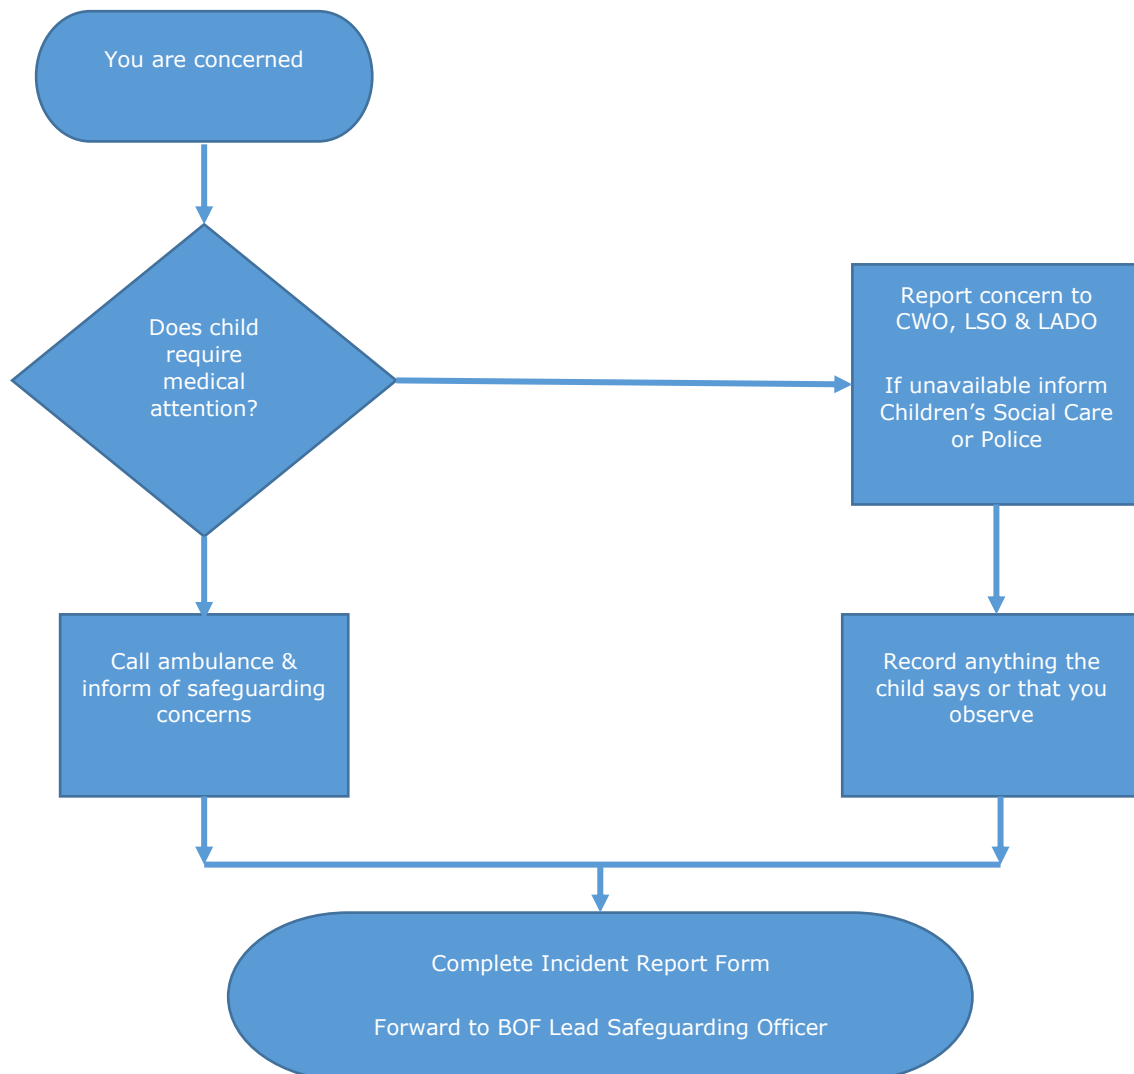 You are concerned
Does child
require
medical
attention?
Report concern to
CWO, LSO & LADO
If unavailable inform
Children’s Social Care
or Police
Call ambulance &
inform of safeguarding
concerns
Record anything the
child says or that you
observe
Complete Incident Report Form
Forward to BOF Lead Safeguarding Officer